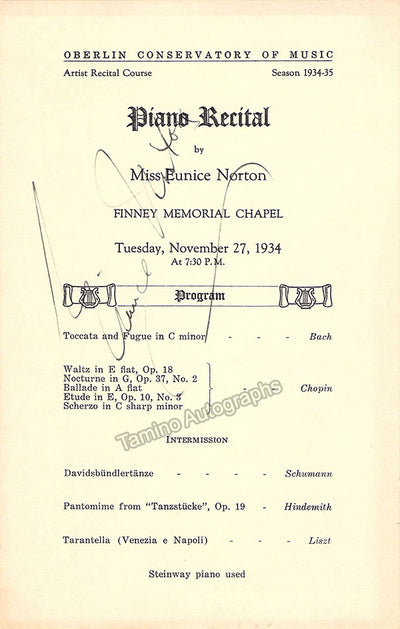 OBERLIN CONSERVATORY OF MUSIC
Artist Recital Course Season 1934-35
Piano Recital
by
Miss Eunice Norton
FINNEY MEMORIAL CHAPEL
Tuesday, November 27, 1934
At 7:30 P.M.
Program
Toccata and Fugue in C minor - - - Bach
Waltz in E flat, Op. 18
Nocturne in G, Op. 37, No. 2
Ballade in A flat - - Chopin
Etude in E, Op. 10, No. 3
Scherzo in C sharp minor
Tamino Autographs
INTERMISSION
Davidsbündlertänze - - - - Schumann
Pantomime from "Tanzstücke", Op. 19 - Hindemith
Tarantella (Venezia e Napoli) - - - Liszt
Steinway piano used
Eunice Norton